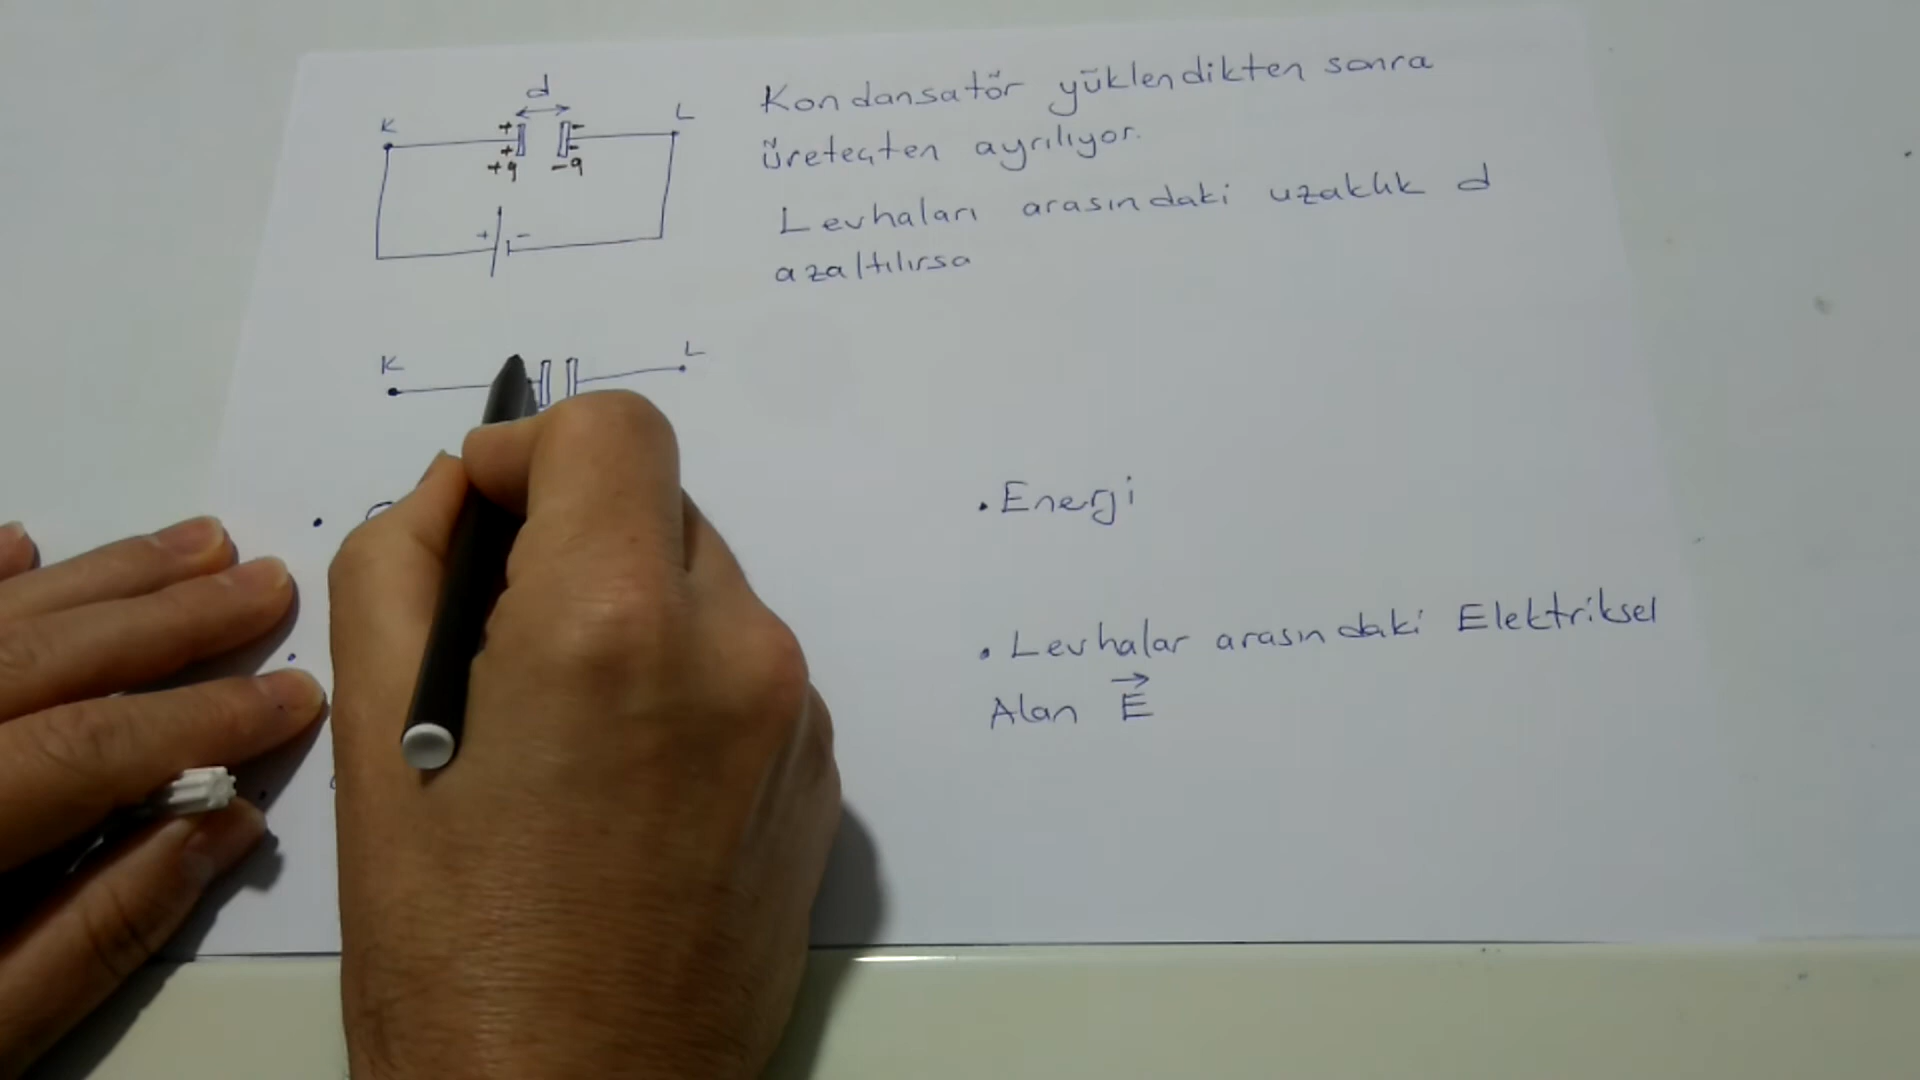 d
K L
+ -
+ -
+q -q
+ -
Kondansatör yüklendikten sonra
üreteçten ayrılıyor.
Levhaları arasındaki uzaklık d
azaltılırsa
K L
• Enerji
• Levhalar arasındaki Elektriksel
Alan E